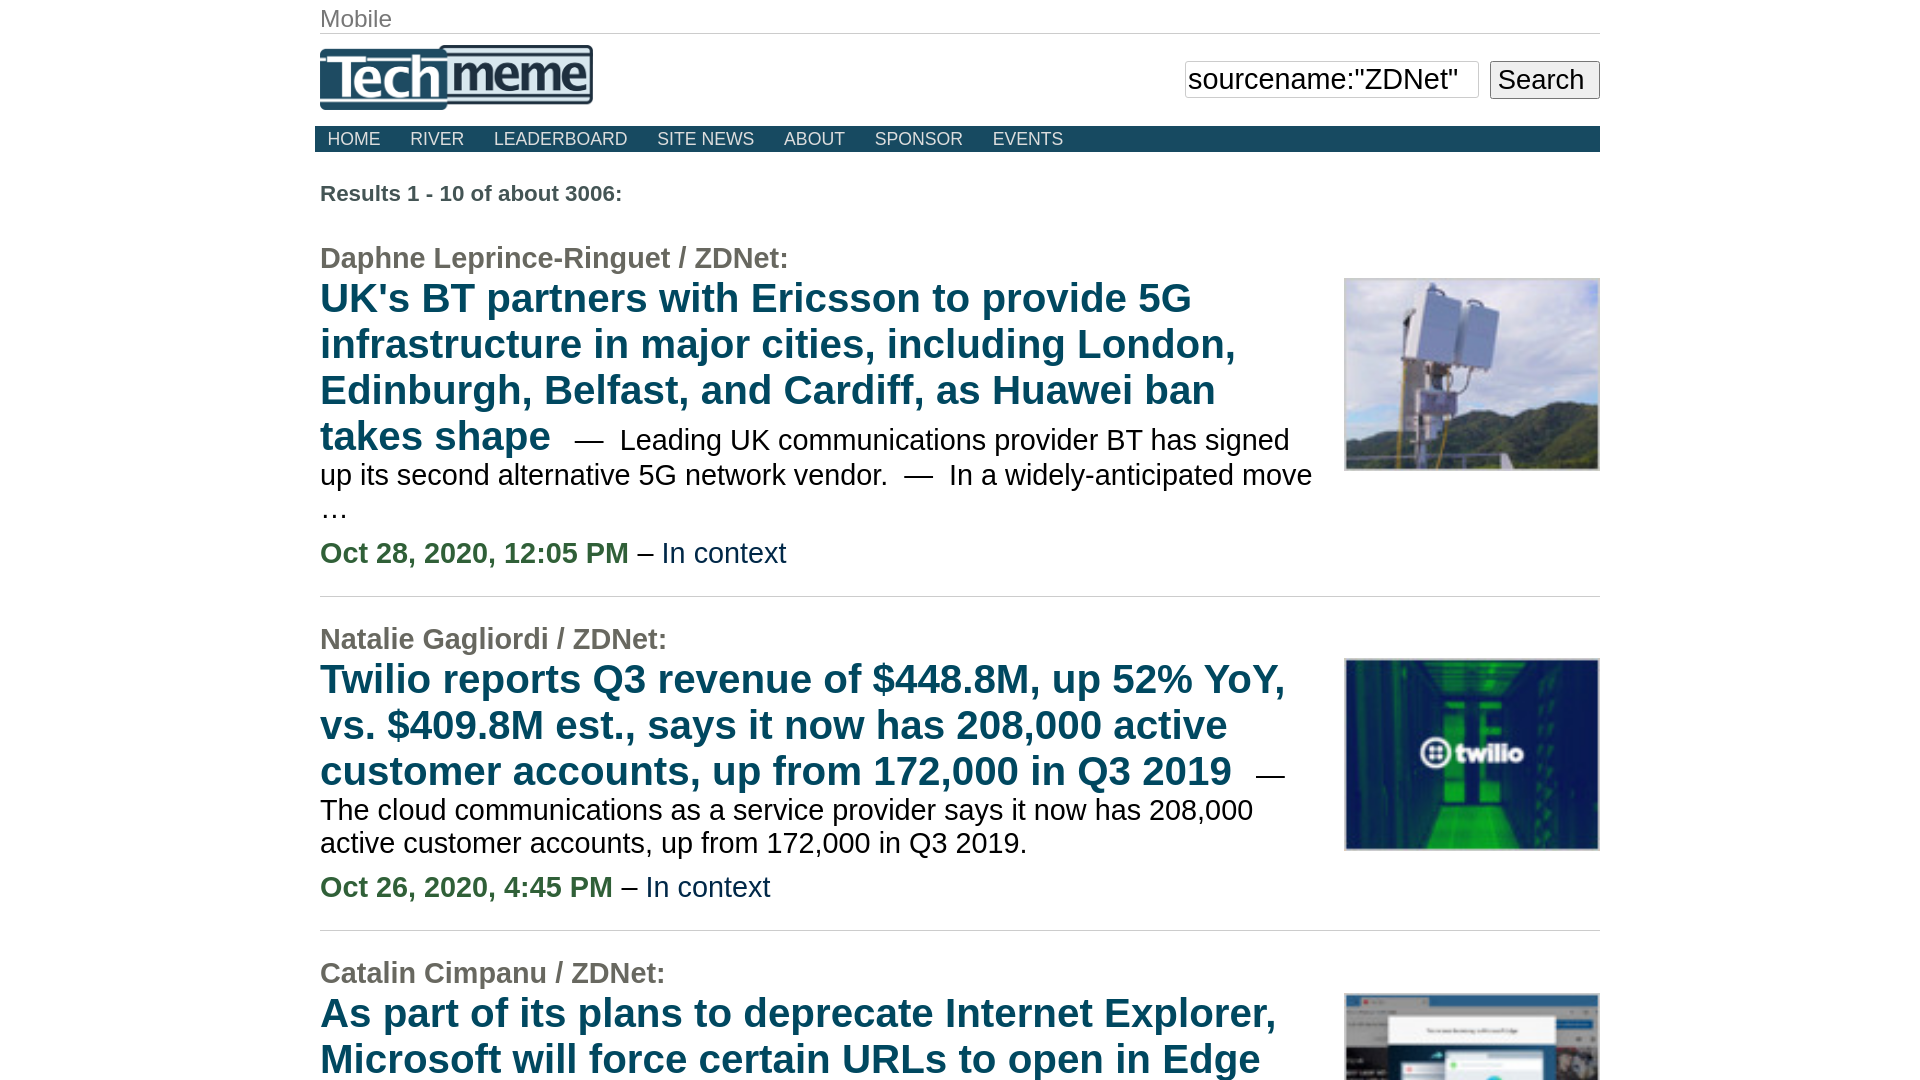 Mobile
Techmeme
sourcename:"ZDNet"
Search
HOME RIVER LEADERBOARD SITE NEWS ABOUT SPONSOR EVENTS
Results 1 - 10 of about 3006:
Daphne Leprince-Ringuet / ZDNet:
UK's BT partners with Ericsson to provide 5G
infrastructure in major cities, including London,
Edinburgh, Belfast, and Cardiff, as Huawei ban
takes shape — Leading UK communications provider BT has signed
up its second alternative 5G network vendor. — In a widely-anticipated move
…
Oct 28, 2020, 12:05 PM – In context
Natalie Gagliordi / ZDNet:
Twilio reports Q3 revenue of $448.8M, up 52% YoY,
vs. $409.8M est., says it now has 208,000 active
customer accounts, up from 172,000 in Q3 2019 —
The cloud communications as a service provider says it now has 208,000
active customer accounts, up from 172,000 in Q3 2019.
twilio
Oct 26, 2020, 4:45 PM – In context
Catalin Cimpanu / ZDNet:
As part of its plans to deprecate Internet Explorer,
Microsoft will force certain URLs to open in Edge